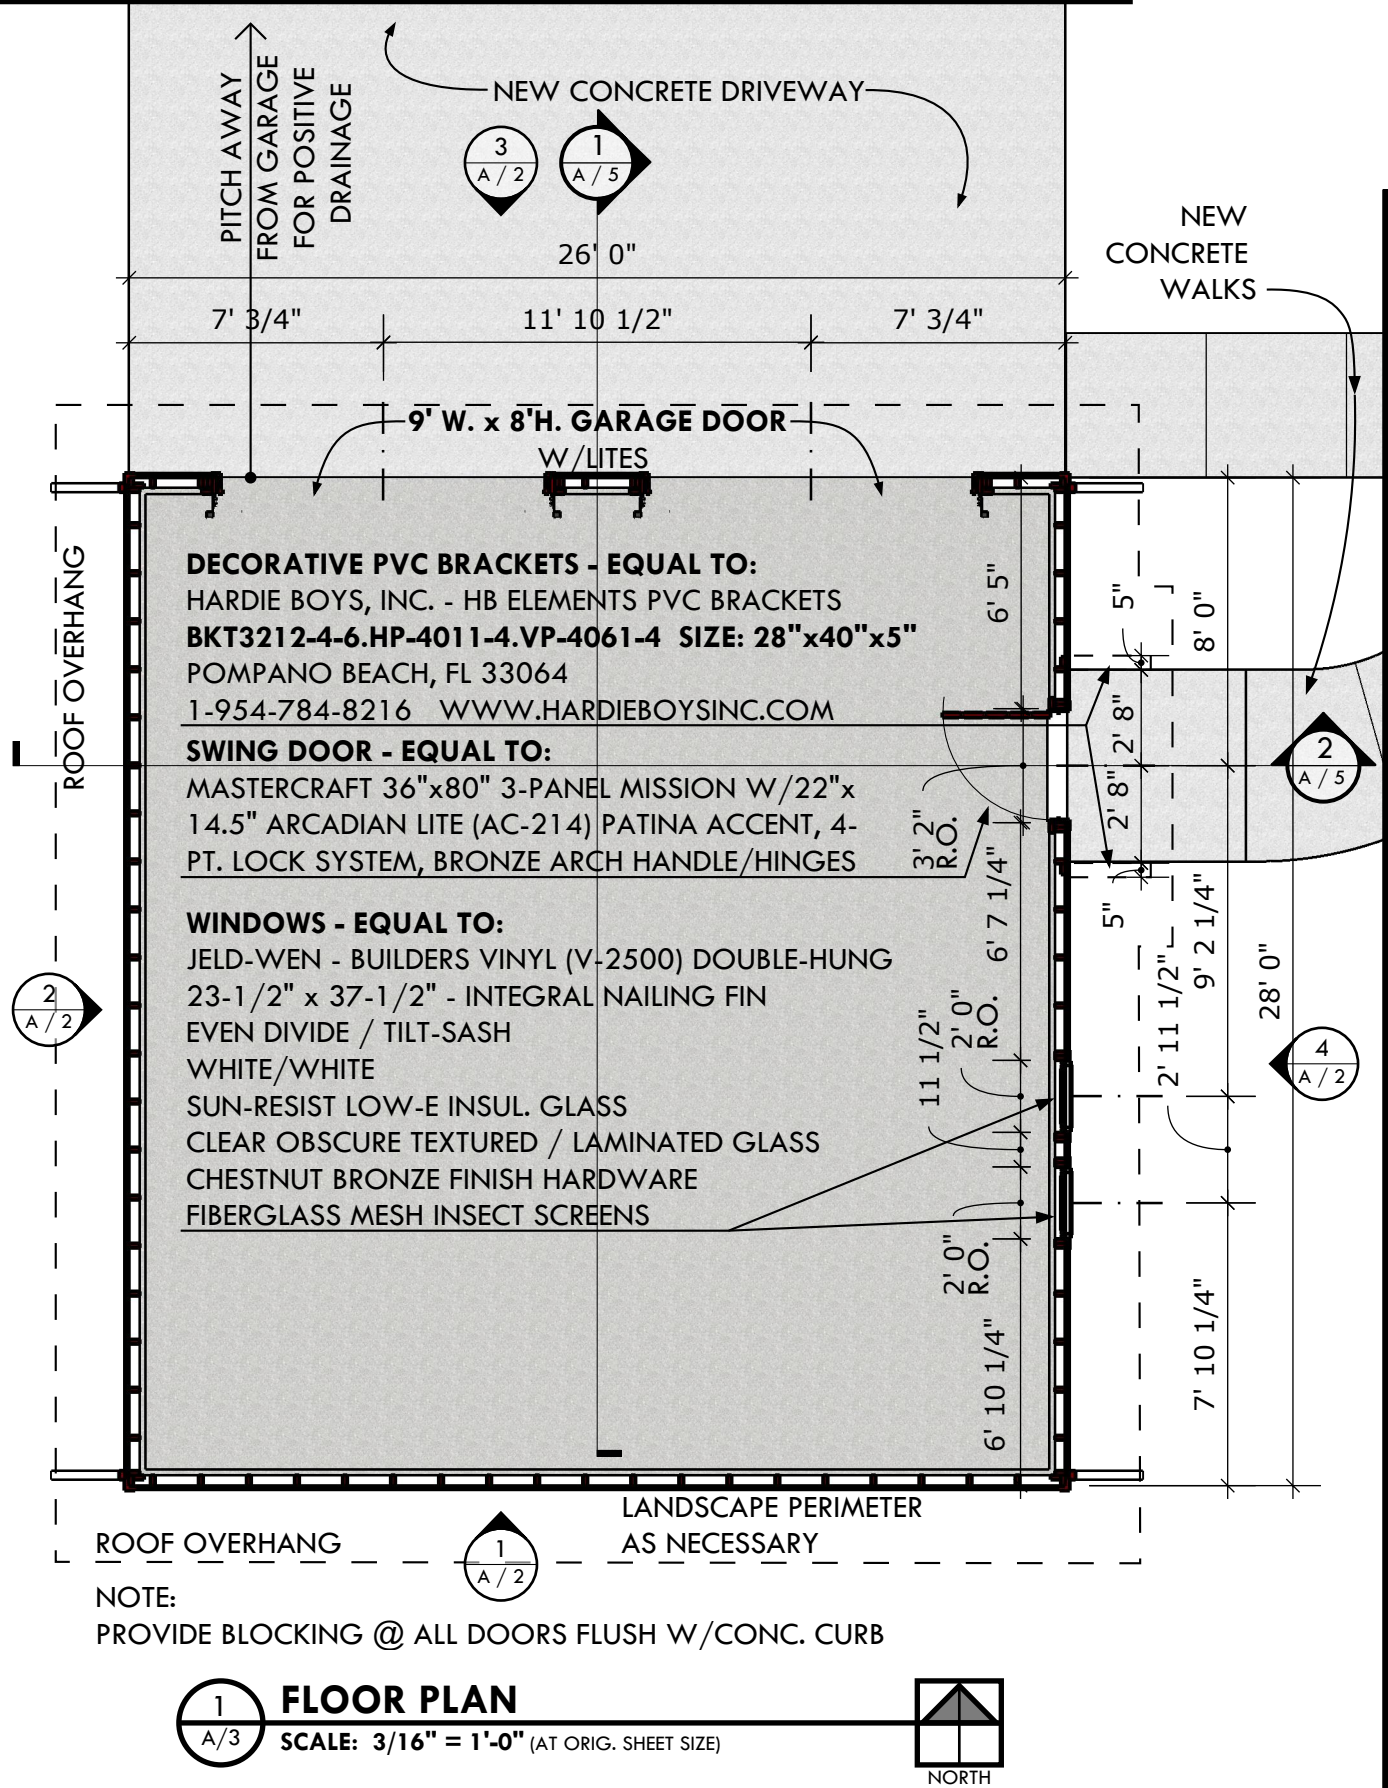 PITCH AWAY
FROM GARAGE
FOR POSITIVE
DRAINAGE
NEW CONCRETE DRIVEWAY
3
A / 2
1
A / 5
NEW
CONCRETE
WALKS
26' 0"
7' 3/4"
11' 10 1/2"
7' 3/4"
9' W. x 8'H. GARAGE DOOR
W/LITES
ROOF OVERHANG
DECORATIVE PVC BRACKETS - EQUAL TO:
HARDIE BOYS, INC. - HB ELEMENTS PVC BRACKETS
BKT3212-4-6.HP-4011-4.VP-4061-4 SIZE: 28"x40"x5"
POMPANO BEACH, FL 33064
1-954-784-8216 WWW.HARDIEBOYSINC.COM
SWING DOOR - EQUAL TO:
MASTERCRAFT 36"x80" 3-PANEL MISSION W/22"x
14.5" ARCADIAN LITE (AC-214) PATINA ACCENT, 4-
PT. LOCK SYSTEM, BRONZE ARCH HANDLE/HINGES
WINDOWS - EQUAL TO:
JELD-WEN - BUILDERS VINYL (V-2500) DOUBLE-HUNG
23-1/2" x 37-1/2" - INTEGRAL NAILING FIN
EVEN DIVIDE / TILT-SASH
WHITE/WHITE
SUN-RESIST LOW-E INSUL. GLASS
CLEAR OBSCURE TEXTURED / LAMINATED GLASS
CHESTNUT BRONZE FINISH HARDWARE
FIBERGLASS MESH INSECT SCREENS
6' 5"
3' 2"
R.O.
6' 7 1/4"
2' 0"
R.O.
11 1/2"
2' 0"
R.O.
6' 10 1/4"
5"
2' 8"
2' 8"
5"
8' 0"
9' 2 1/4"
2' 11 1/2"
7' 10 1/4"
28' 0"
2
A / 5
2
A / 2
4
A / 2
LANDSCAPE PERIMETER
AS NECESSARY
ROOF OVERHANG
1
A / 2
NOTE:
PROVIDE BLOCKING @ ALL DOORS FLUSH W/CONC. CURB
1
A/3
FLOOR PLAN
SCALE: 3/16" = 1'-0" (AT ORIG. SHEET SIZE)
NORTH